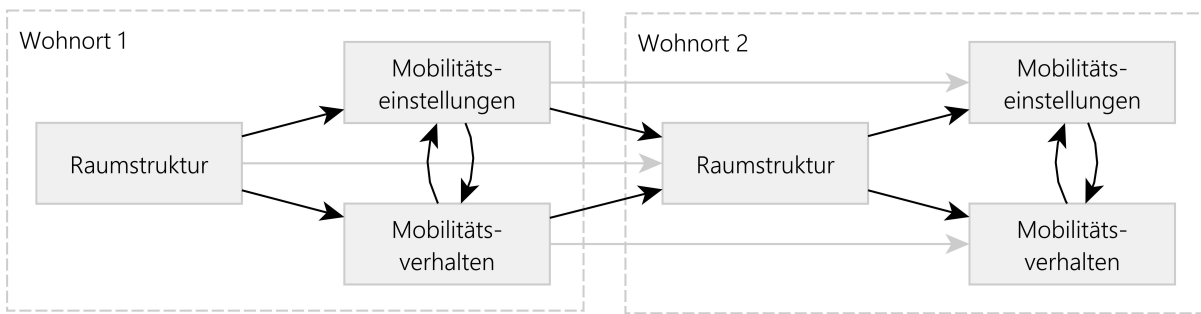 Wohnort 1
Mobilitäts-
einstellungen
Raumstruktur
Mobilitäts-
verhalten
Wohnort 2
Mobilitäts-
einstellungen
Raumstruktur
Mobilitäts-
verhalten